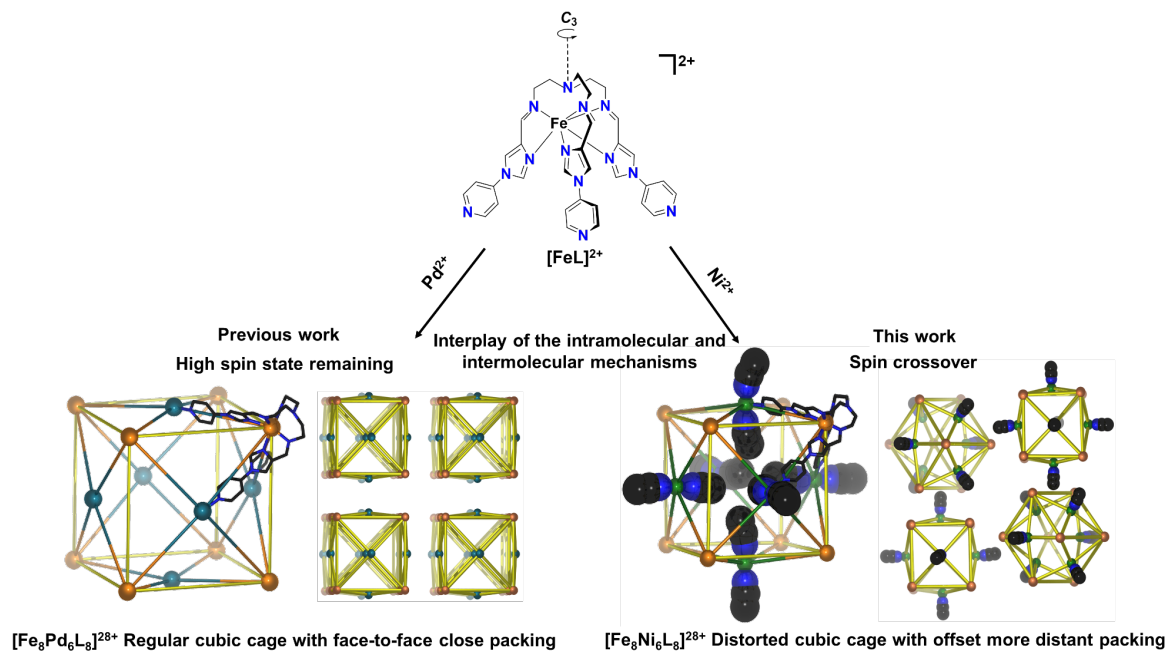 C3
]2+
N
N
N
N
Fe
N
N
N
N
N
N
N
N
N
[FeL]2+
Pd2+
Ni2+
Previous work
High spin state remaining
Interplay of the intramolecular and
intermolecular mechanisms
This work
Spin crossover
[Fe8Pd6L8]28+ Regular cubic cage with face-to-face close packing
[Fe8Ni6L8]28+ Distorted cubic cage with offset more distant packing